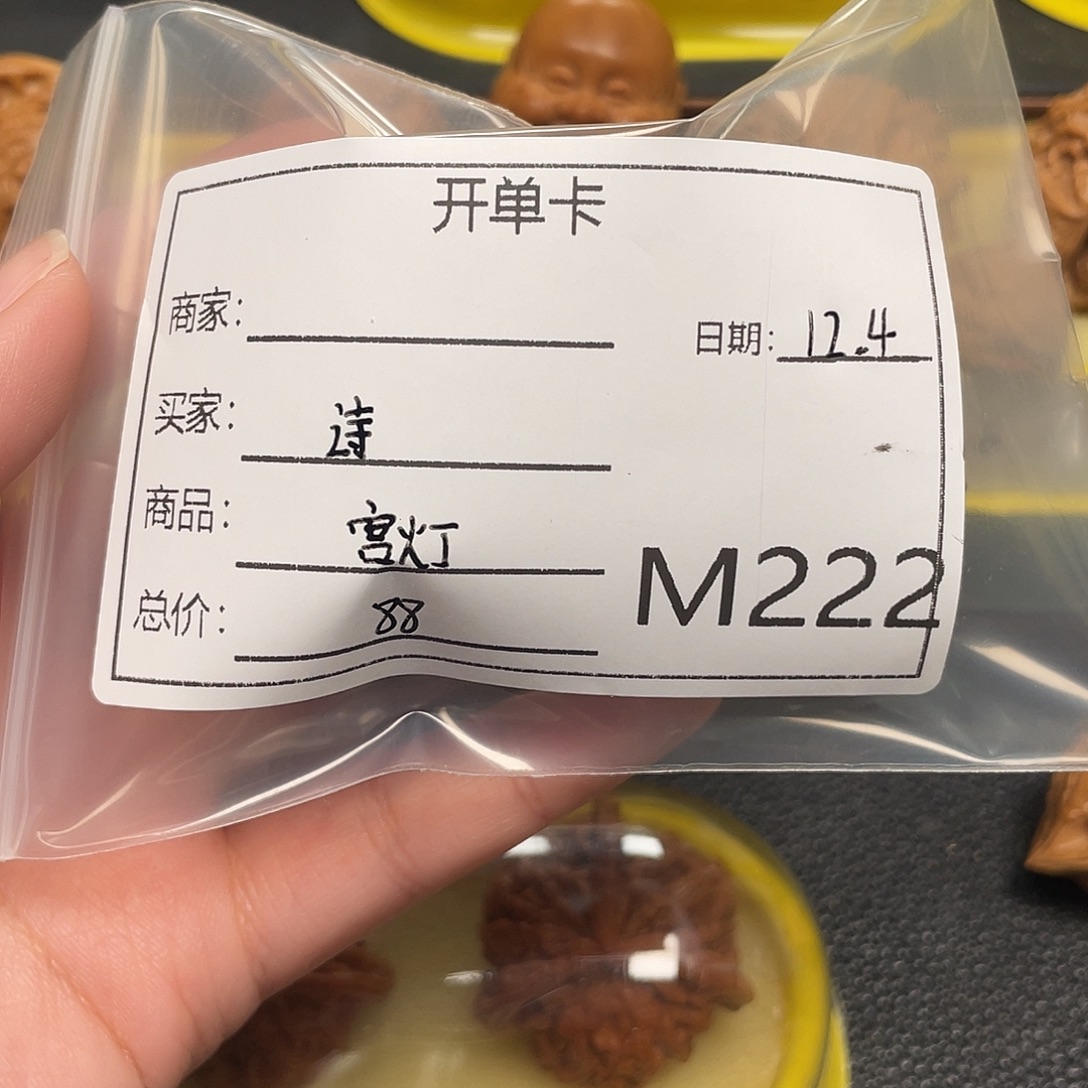 开单卡
商家:
日期: 12.4
买家: 诗
商品: 宫灯
总价: 88
M222